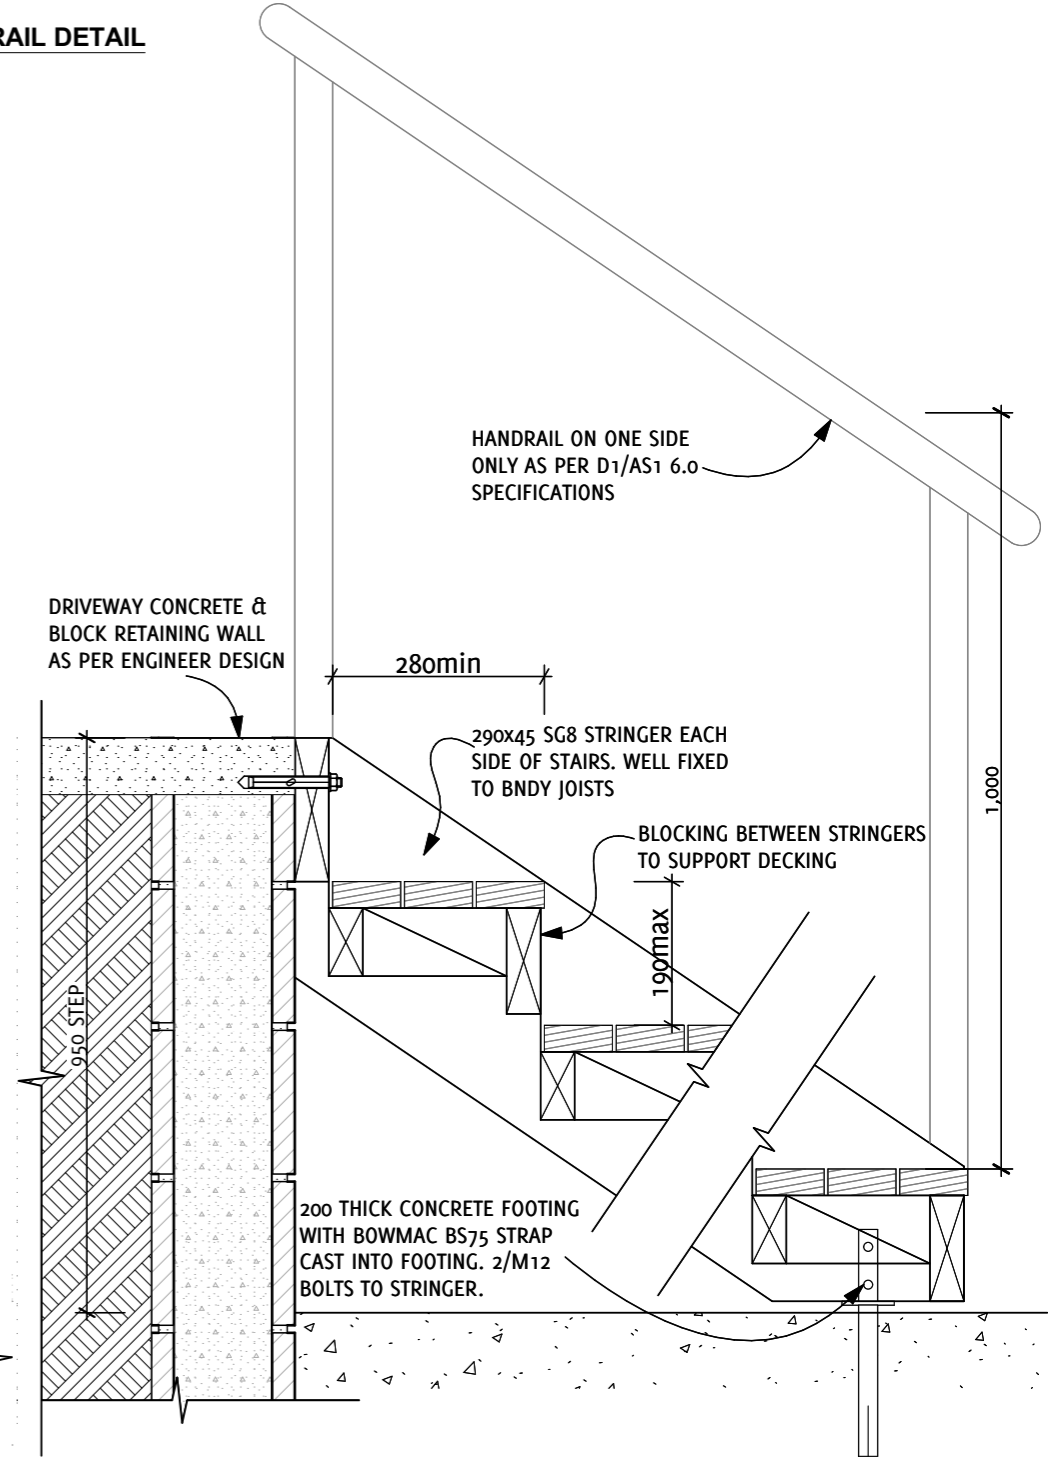 RAIL DETAIL
HANDRAIL ON ONE SIDE
ONLY AS PER D1/AS1 6.0
SPECIFICATIONS
DRIVEWAY CONCRETE &
BLOCK RETAINING WALL
AS PER ENGINEER DESIGN
280min
290x45 SG8 STRINGER EACH
SIDE OF STAIRS. WELL FIXED
TO BNDY JOISTS
1,000
BLOCKING BETWEEN STRINGERS
TO SUPPORT DECKING
190max
950 STEP
200 THICK CONCRETE FOOTING
WITH BOWMAC BS75 STRAP
CAST INTO FOOTING. 2/M12
BOLTS TO STRINGER.